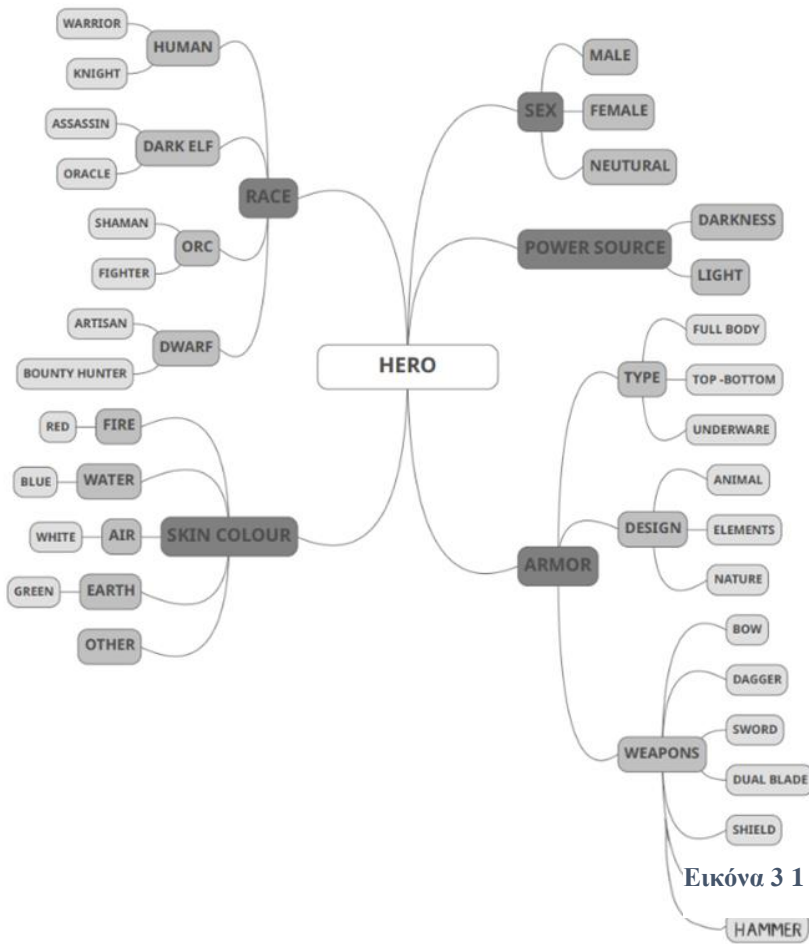 HERO
RACE
HUMAN
WARRIOR
KNIGHT
DARK ELF
ASSASSIN
ORACLE
ORC
SHAMAN
FIGHTER
DWARF
ARTISAN
BOUNTY HUNTER
SKIN COLOUR
FIRE
RED
WATER
BLUE
AIR
WHITE
EARTH
GREEN
OTHER
SEX
MALE
FEMALE
NEUTURAL
POWER SOURCE
DARKNESS
LIGHT
ARMOR
TYPE
FULL BODY
TOP -BOTTOM
UNDERWARE
DESIGN
ANIMAL
ELEMENTS
NATURE
WEAPONS
BOW
DAGGER
SWORD
DUAL BLADE
SHIELD
Εικόνα 3 1
HAMMER